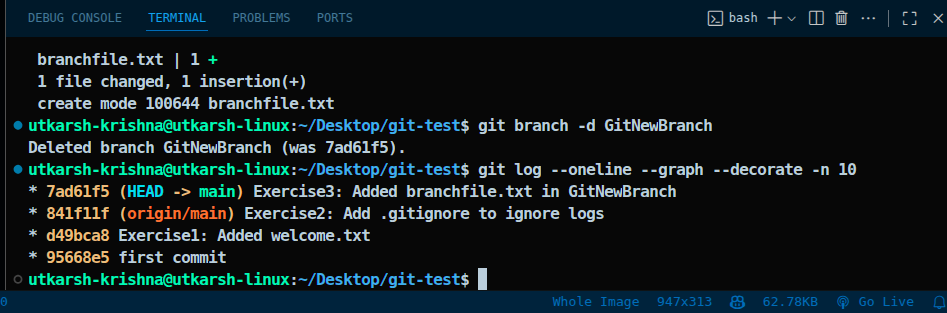 DEBUG CONSOLE TERMINAL PROBLEMS PORTS bash
branchfile.txt | 1 +
1 file changed, 1 insertion(+)
create mode 100644 branchfile.txt
utkarsh-krishna@utkarsh-linux:~/Desktop/git-test$ git branch -d GitNewBranch
Deleted branch GitNewBranch (was 7ad61f5).
utkarsh-krishna@utkarsh-linux:~/Desktop/git-test$ git log --oneline --graph --decorate -n 10
* 7ad61f5 (HEAD -> main) Exercise3: Added branchfile.txt in GitNewBranch
* 841f11f (origin/main) Exercise2: Add .gitignore to ignore logs
* d49bca8 Exercise1: Added welcome.txt
* 95668e5 first commit
utkarsh-krishna@utkarsh-linux:~/Desktop/git-test$
0 Whole Image 947x313 62.78KB Go Live